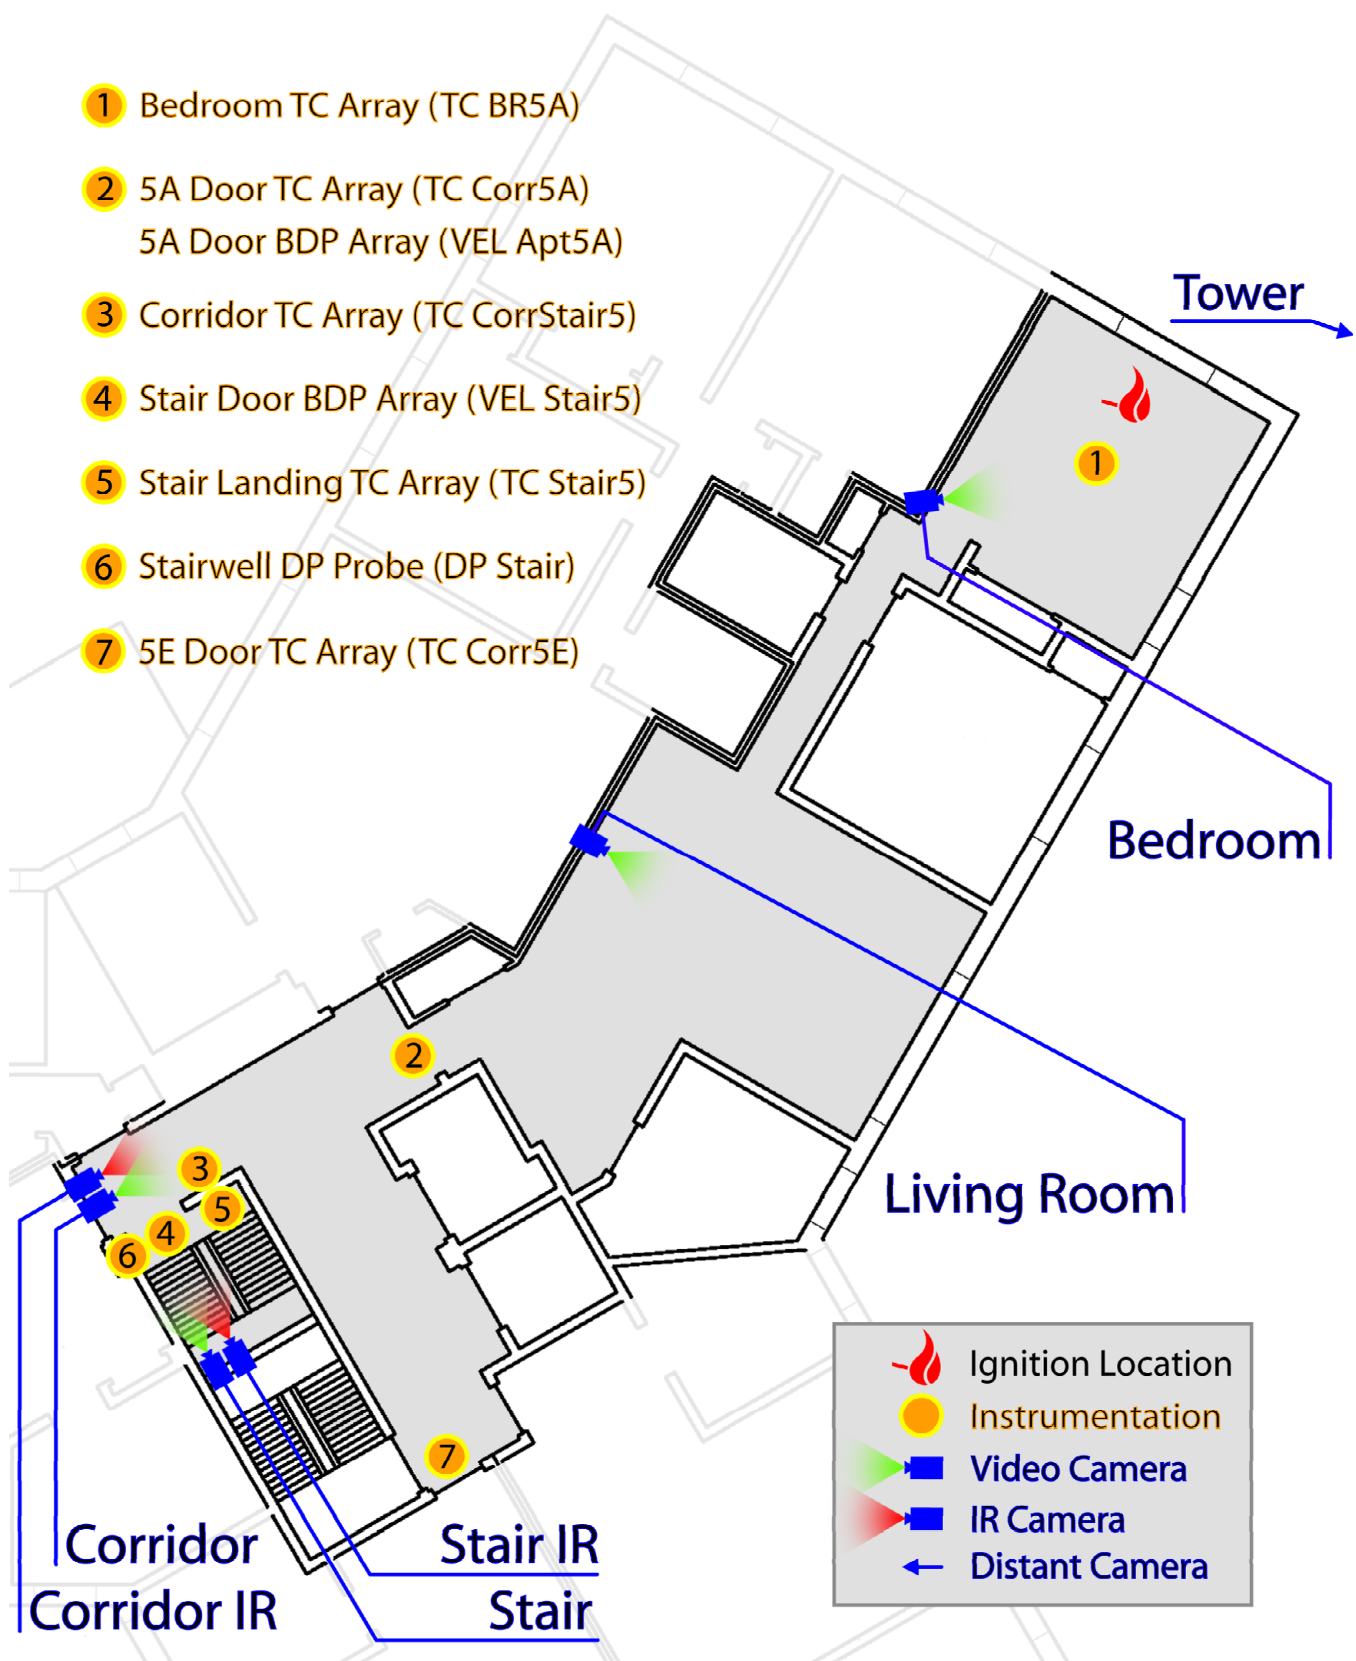 1 Bedroom TC Array (TC BR5A)
2 5A Door TC Array (TC Corr5A)
5A Door BDP Array (VEL Apt5A)
3 Corridor TC Array (TC CorrStair5)
4 Stair Door BDP Array (VEL Stair5)
5 Stair Landing TC Array (TC Stair5)
6 Stairwell DP Probe (DP Stair)
7 5E Door TC Array (TC Corr5E)
Tower
1
Bedroom
2
3
5
4
6
Living Room
7
Corridor
Corridor IR
Stair IR
Stair
Ignition Location
Instrumentation
Video Camera
IR Camera
Distant Camera